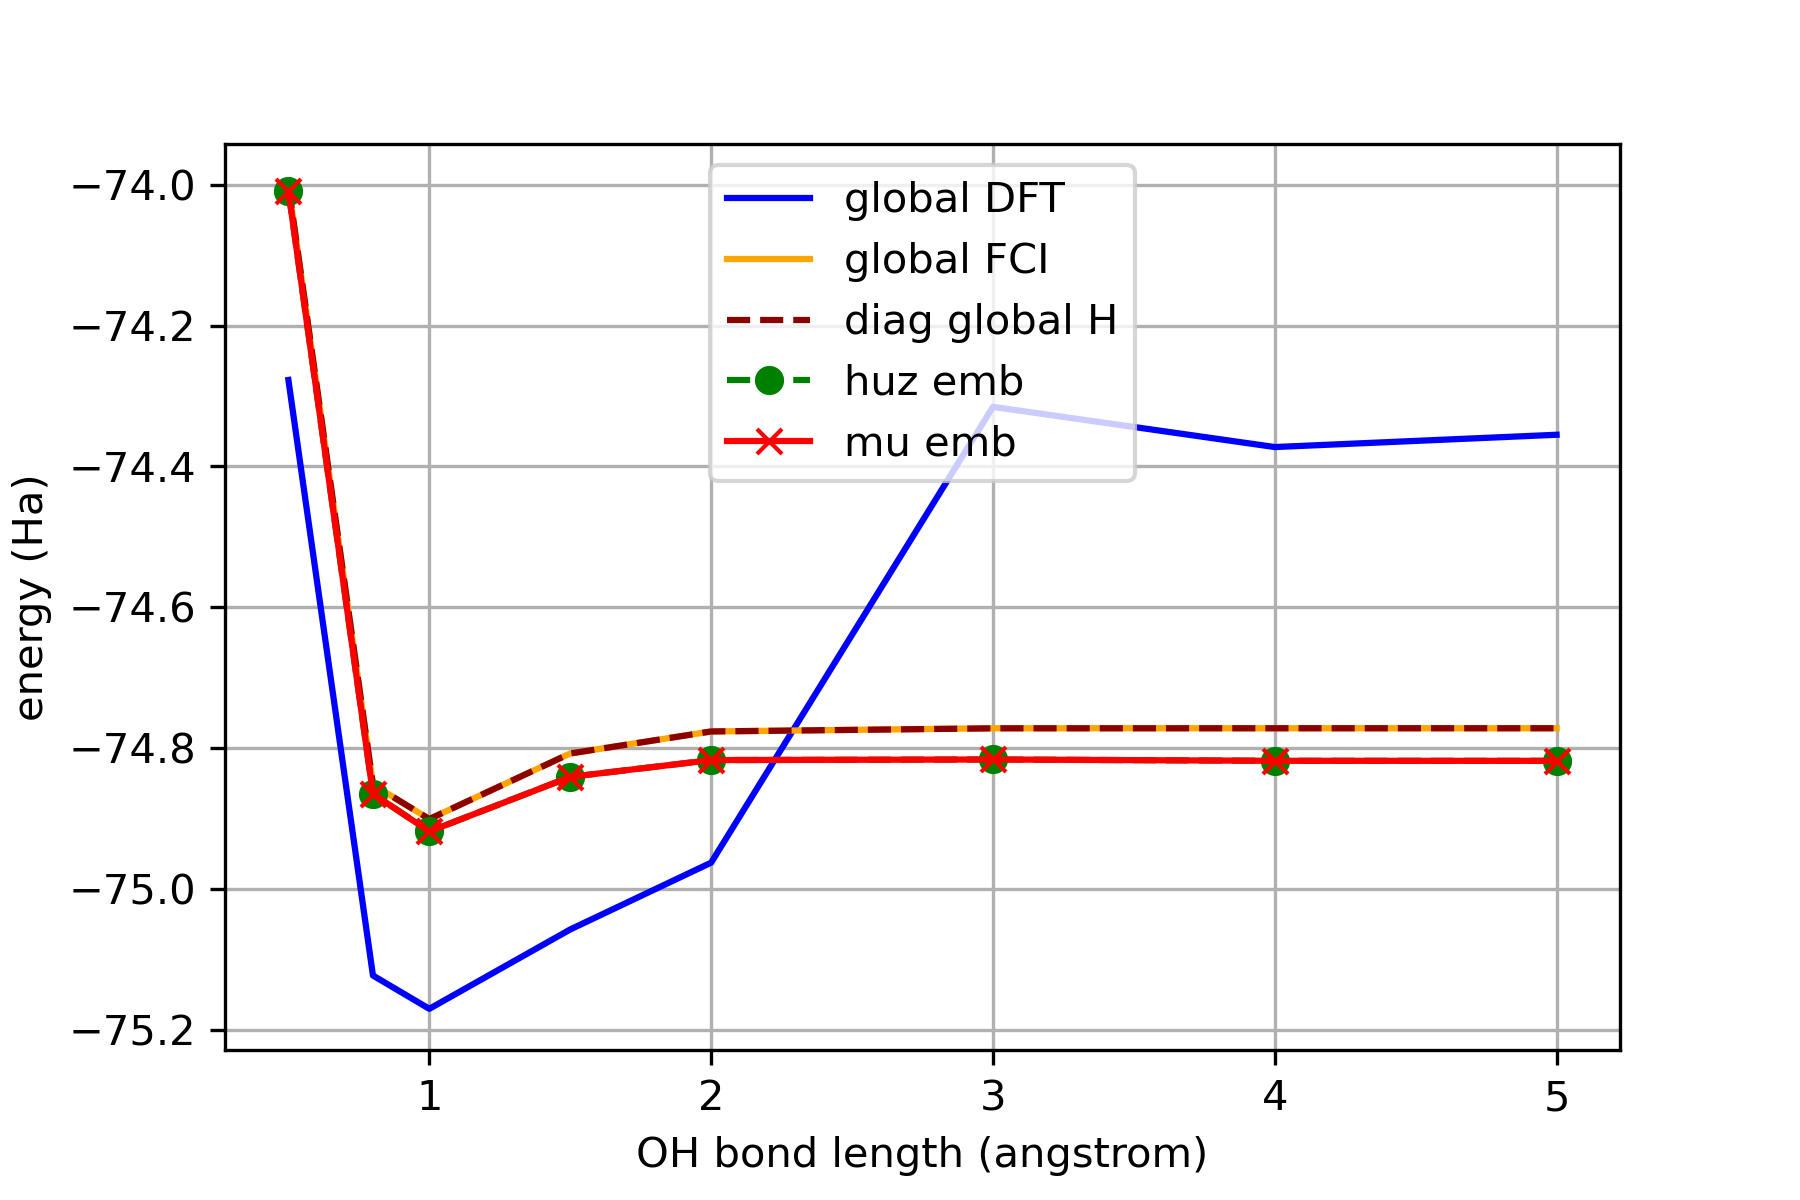 global DFT
global FCI
diag global H
huz emb
mu emb
−74.0
−74.2
−74.4
−74.6
−74.8
−75.0
−75.2
energy (Ha)
1 2 3 4 5
OH bond length (angstrom)